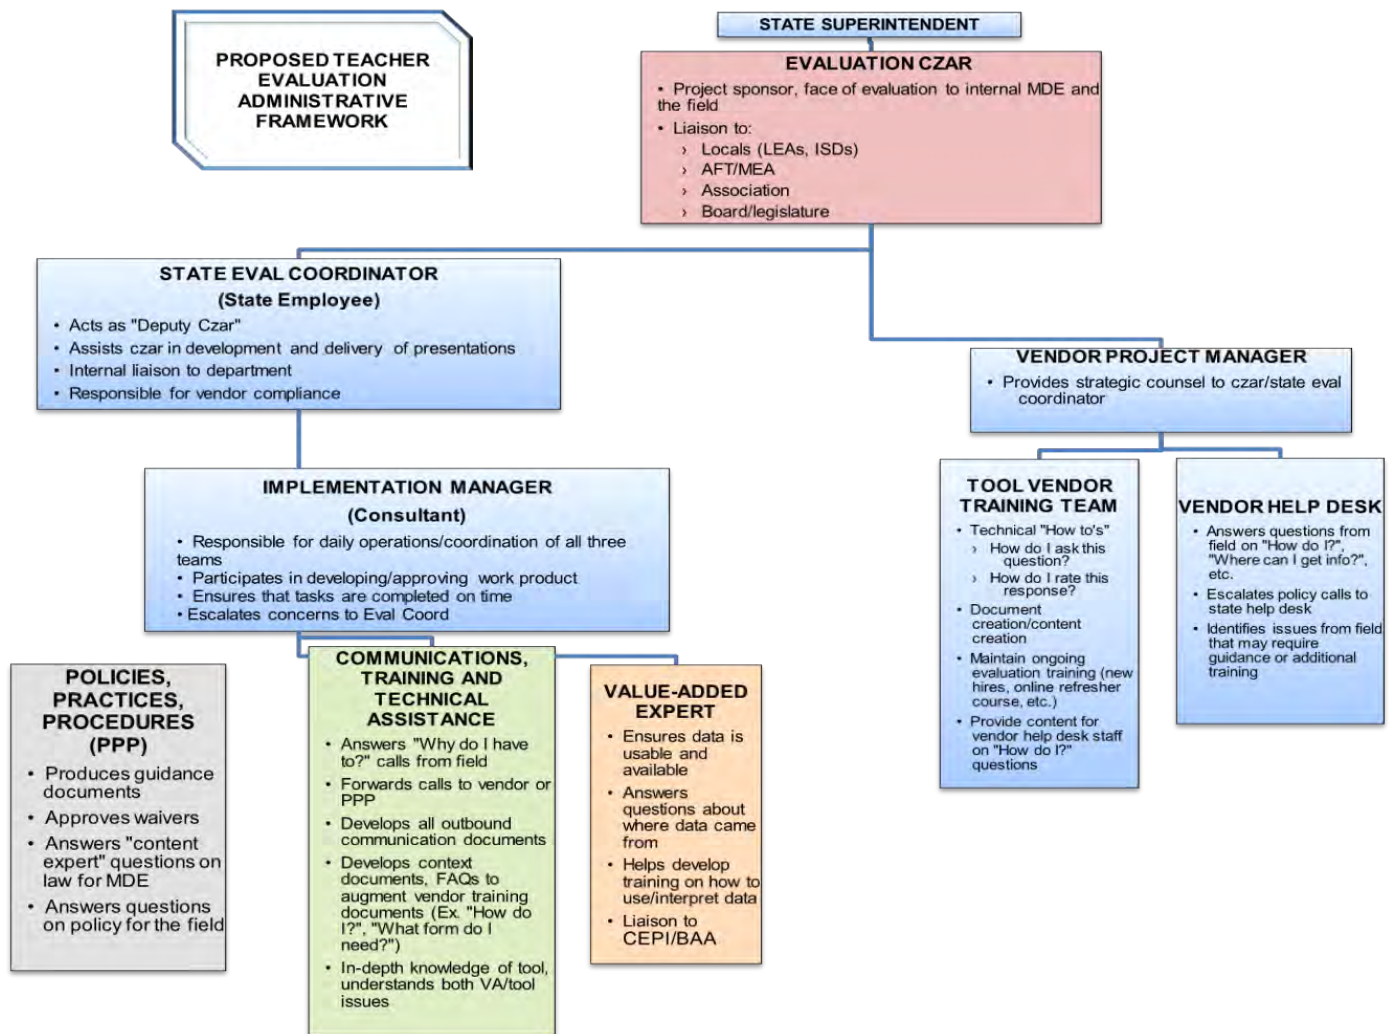 PROPOSED TEACHER
EVALUATION
ADMINISTRATIVE
FRAMEWORK
STATE SUPERINTENDENT
EVALUATION CZAR
• Project sponsor, face of evaluation to internal MDE and
the field
• Liaison to:
› Locals (LEAs, ISDs)
› AFT/MEA
› Association
› Board/legislature
STATE EVAL COORDINATOR
(State Employee)
• Acts as "Deputy Czar"
• Assists czar in development and delivery of presentations
• Internal liaison to department
• Responsible for vendor compliance
VENDOR PROJECT MANAGER
• Provides strategic counsel to czar/state eval
coordinator
IMPLEMENTATION MANAGER
(Consultant)
• Responsible for daily operations/coordination of all three
teams
• Participates in developing/approving work product
• Ensures that tasks are completed on time
• Escalates concerns to Eval Coord
TOOL VENDOR
TRAINING TEAM
• Technical "How to's"
› How do I ask this
question?
› How do I rate this
response?
• Document
creation/content
creation
• Maintain ongoing
evaluation training (new
hires, online refresher
course, etc.)
• Provide content for
vendor help desk staff
on "How do I?"
questions
VENDOR HELP DESK
• Answers questions from
field on "How do I?",
"Where can I get info?",
etc.
• Escalates policy calls to
state help desk
• Identifies issues from field
that may require
guidance or additional
training
POLICIES,
PRACTICES,
PROCEDURES
(PPP)
• Produces guidance
documents
• Approves waivers
• Answers "content
expert" questions on
law for MDE
• Answers questions
on policy for the field
COMMUNICATIONS,
TRAINING AND
TECHNICAL
ASSISTANCE
• Answers "Why do I have
to?" calls from field
• Forwards calls to vendor or
PPP
• Develops all outbound
communication documents
• Develops context
documents, FAQs to
augment vendor training
documents (Ex. "How do
I?", "What form do I
need?")
• In-depth knowledge of tool,
understands both VA/tool
issues
VALUE-ADDED
EXPERT
• Ensures data is
usable and
available
• Answers
questions about
where data came
from
• Helps develop
training on how to
use/interpret data
• Liaison to
CEPI/BAA